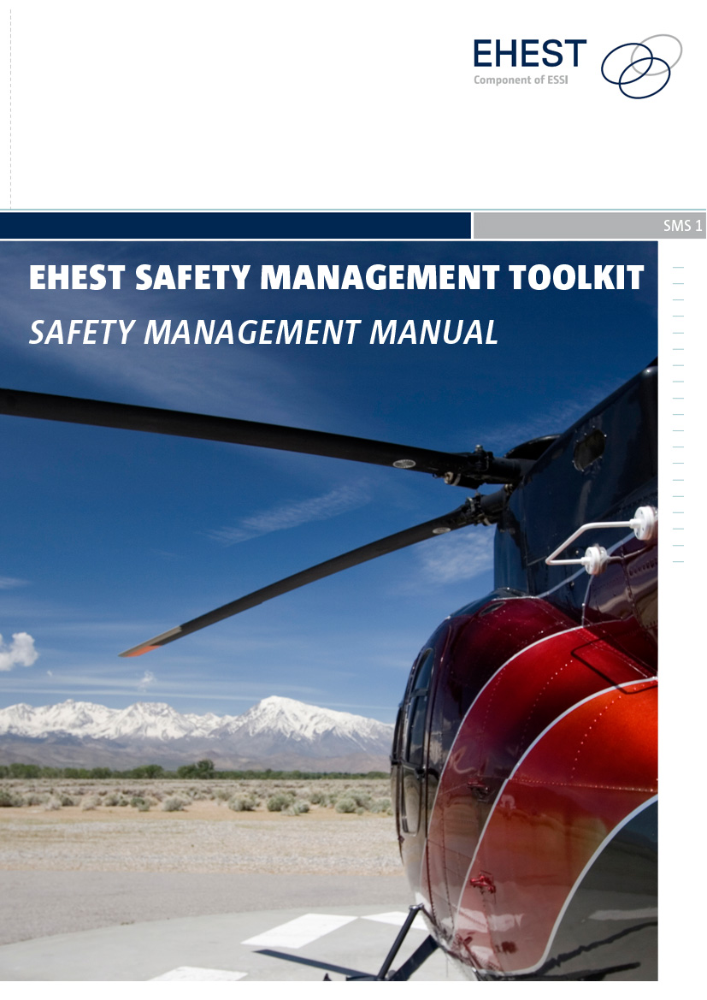 EHEST
Component of ESSI
SMS 1
EHEST SAFETY MANAGEMENT TOOLKIT
SAFETY MANAGEMENT MANUAL